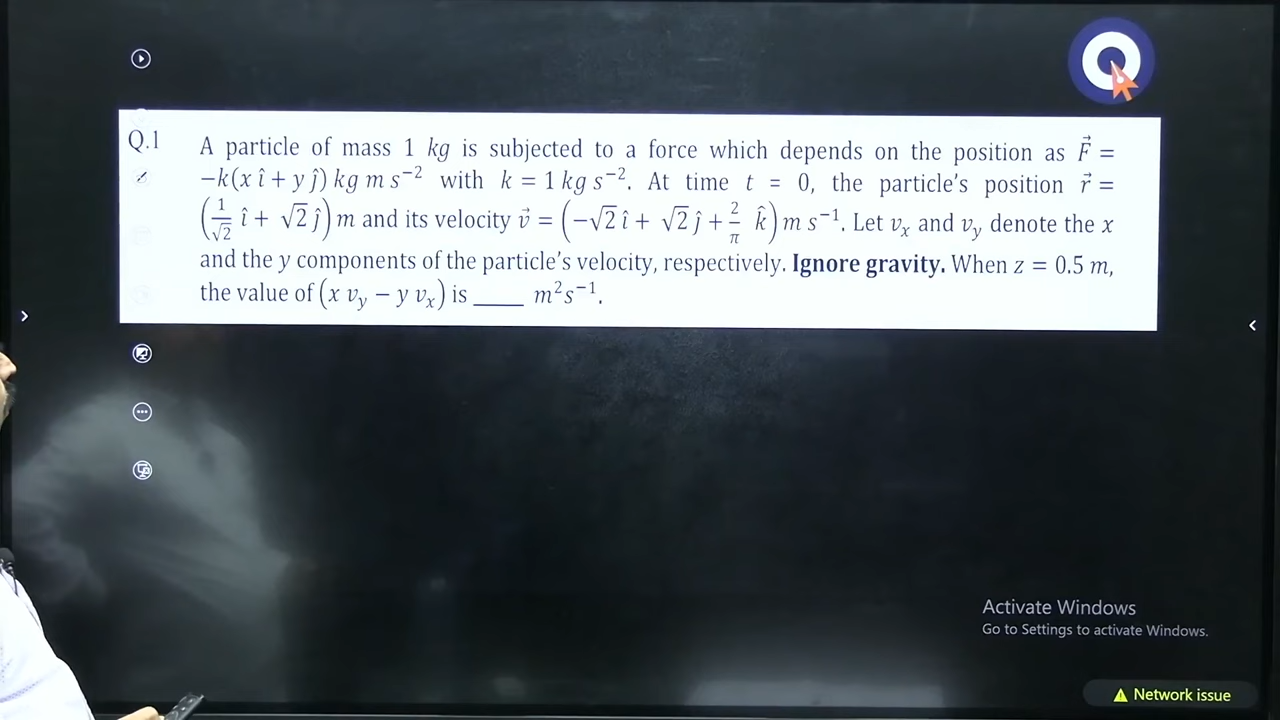 Q.1 A particle of mass 1 kg is subjected to a force which depends on the position as F⃗ =
−k(x î + y ĵ) kg m s⁻² with k = 1 kg s⁻². At time t = 0, the particle's position r⃗ =
(1/√2 î + √2 ĵ) m and its velocity v⃗ = (−√2 î + √2 ĵ + 2/π k̂) m s⁻¹. Let vₓ and v_y denote the x
and the y components of the particle's velocity, respectively. Ignore gravity. When z = 0.5 m,
the value of (x v_y − y vₓ) is ____ m²s⁻¹.
Activate Windows
Go to Settings to activate Windows.
Network issue